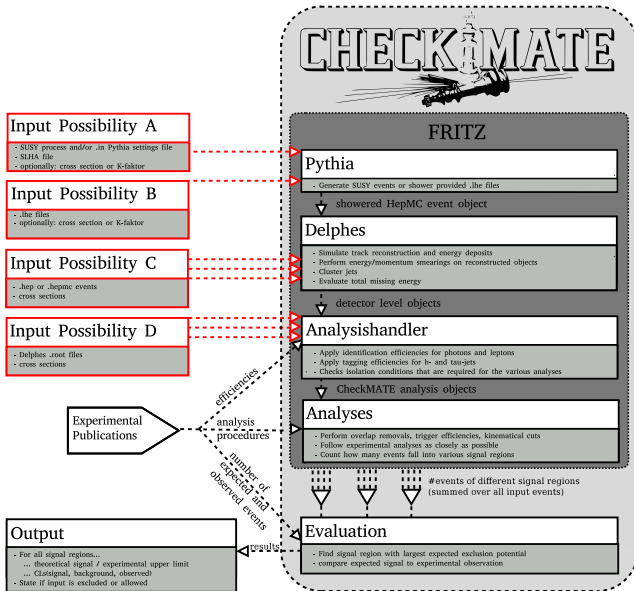 CHECKMATE
FRITZ
Input Possibility A
- SUSY process and/or .in Pythia settings file
- SLHA file
- optionally: cross section or K-faktor
Input Possibility B
- .lhe files
- optionally: cross section or K-faktor
Input Possibility C
- .hep or .hepmc events
- cross sections
Input Possibility D
- Delphes .root files
- cross sections
Experimental
Publications
efficiencies
analysis
procedures
number of
expected and
observed events
Pythia
- Generate SUSY events or shower provided .lhe files
showered HepMC event object
Delphes
- Simulate track reconstruction and energy deposits
- Perform energy/momentum smearings on reconstructed objects
- Cluster jets
- Evaluate total missing energy
detector level objects
Analysishandler
- Apply identification efficiencies for photons and leptons
- Apply tagging efficiencies for b- and tau-jets
- Checks isolation conditions that are required for the various analyses
CheckMATE analysis objects
Analyses
- Perform overlap removals, trigger efficiencies, kinematical cuts
- Follow experimental analyses as closely as possible
- Count how many events fall into various signal regions
#events of different signal regions
(summed over all input events)
Evaluation
- Find signal region with largest expected exclusion potential
- compare expected signal to experimental observation
results
Output
- For all signal regions...
... theoretical signal / experimental upper limit
... CLs(signal, background, observed)
- State if input is excluded or allowed